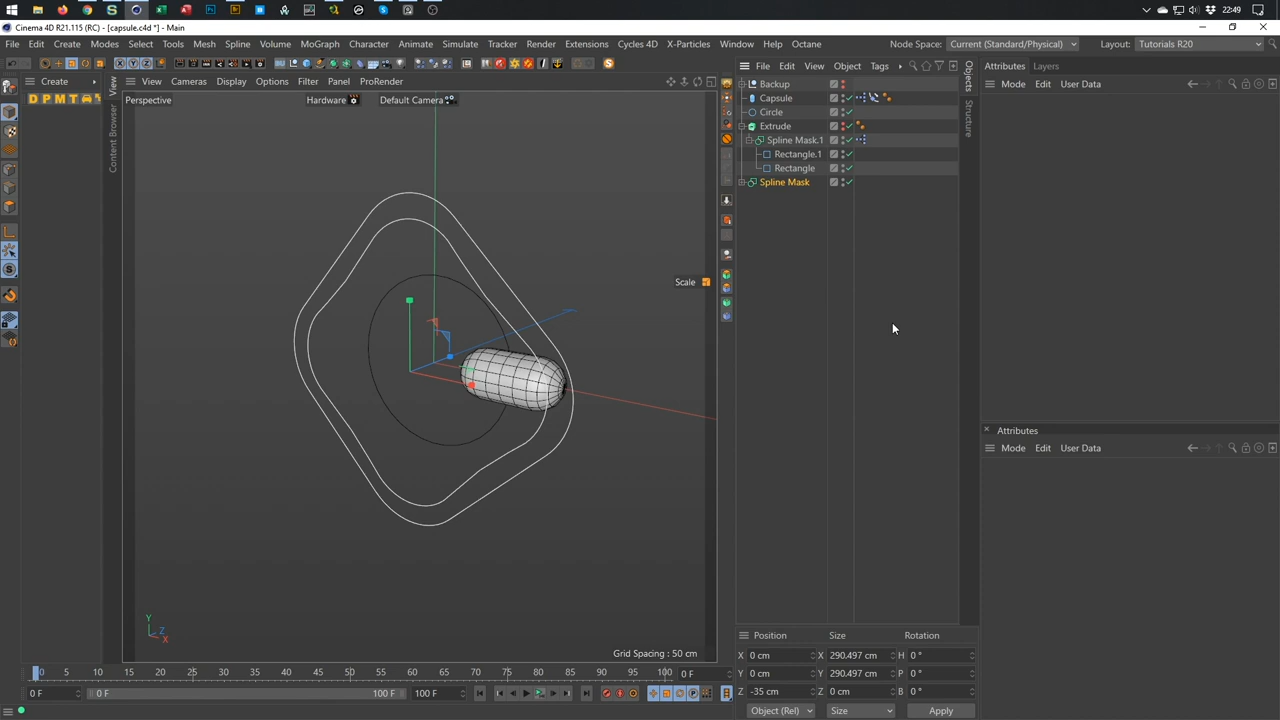 22:49
Cinema 4D R21.115 (RC) - [capsule.c4d *] - Main
File Edit Create Modes Select Tools Mesh Spline Volume MoGraph Character Animate Simulate Tracker Render Extensions Cycles 4D X-Particles Window Help Octane
Node Space: Current (Standard/Physical) Layout: Tutorials R20
Create
View Cameras Display Options Filter Panel ProRender
File Edit View Object Tags
Attributes Layers
Mode Edit User Data
D P M T
View
Content Browser
Perspective
Hardware
Default Camera
Objects
Structure
Backup
Capsule
Circle
Extrude
Spline Mask.1
Rectangle.1
Rectangle
Spline Mask
Scale
Attributes
Mode Edit User Data
Y
Z
X
Grid Spacing : 50 cm
Position Size Rotation
X 0 cm X 290.497 cm H 0 °
Y 0 cm Y 290.497 cm P 0 °
Z -35 cm Z 0 cm B 0 °
Object (Rel) Size Apply
0 5 10 15 20 25 30 35 40 45 50 55 60 65 70 75 80 85 90 95 100 0 F
0 F 0 F 100 F 100 F